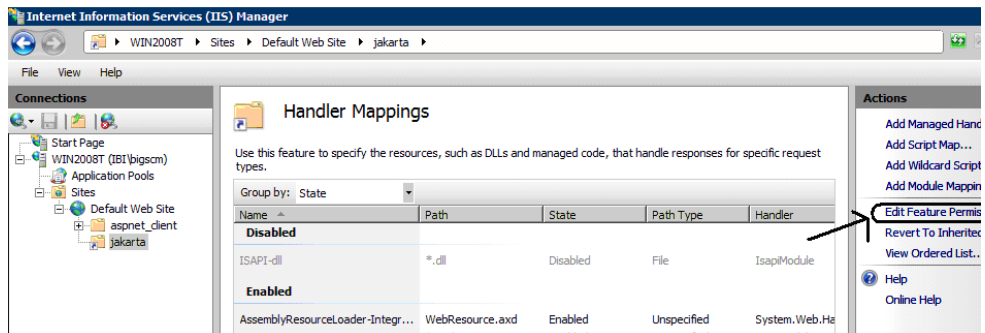 Internet Information Services (IIS) Manager
WIN2008T Sites Default Web Site jakarta
File View Help
Connections
Start Page
WIN2008T (IBI\bigscm)
Application Pools
Sites
Default Web Site
aspnet_client
jakarta
Handler Mappings
Use this feature to specify the resources, such as DLLs and managed code, that handle responses for specific request
types.
Group by: State
Name Path State Path Type Handler
Disabled
ISAPI-dll *.dll Disabled File IsapiModule
Enabled
AssemblyResourceLoader-Integr... WebResource.axd Enabled Unspecified System.Web.Ha
Actions
Add Managed Hand
Add Script Map...
Add Wildcard Script
Add Module Mappin
Edit Feature Permis
Revert To Inherited
View Ordered List...
Help
Online Help